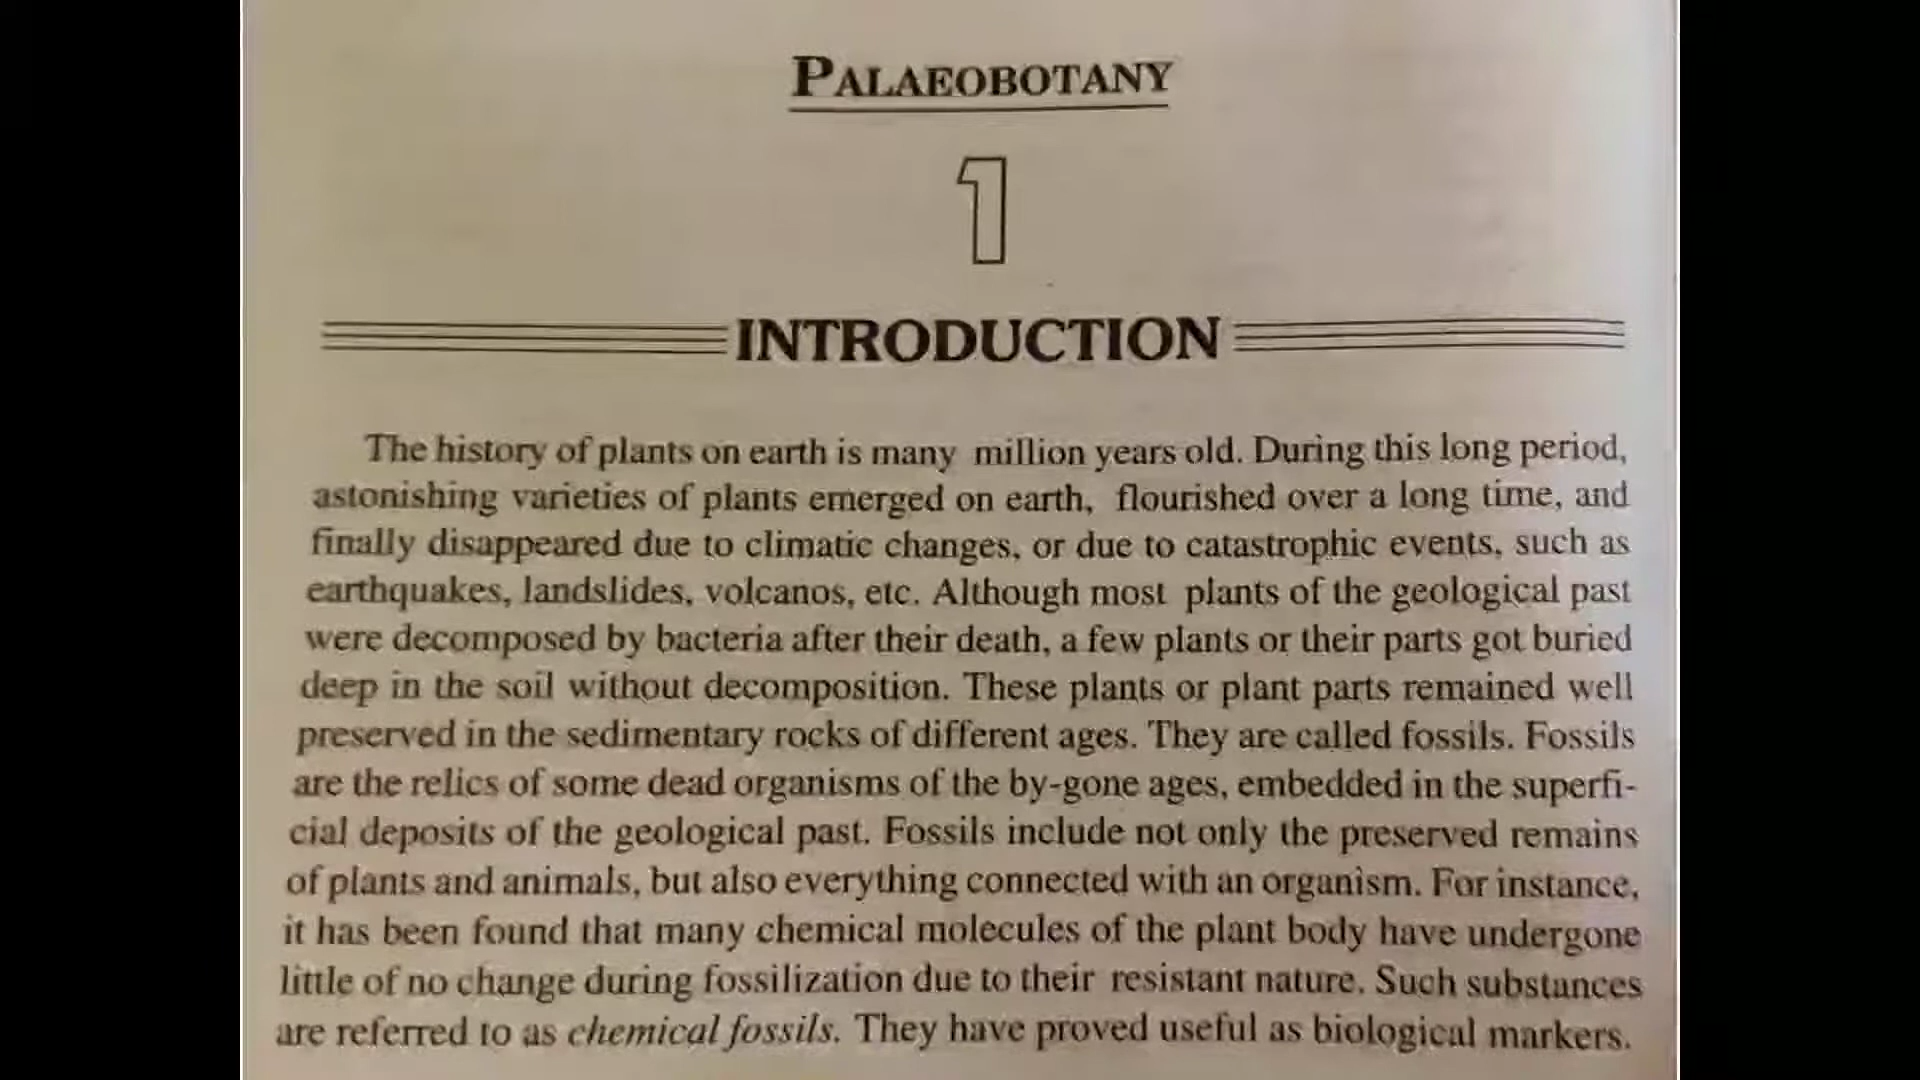 PALAEOBOTANY
1
INTRODUCTION
The history of plants on earth is many million years old. During this long period,
astonishing varieties of plants emerged on earth, flourished over a long time, and
finally disappeared due to climatic changes, or due to catastrophic events, such as
earthquakes, landslides, volcanos, etc. Although most plants of the geological past
were decomposed by bacteria after their death, a few plants or their parts got buried
deep in the soil without decomposition. These plants or plant parts remained well
preserved in the sedimentary rocks of different ages. They are called fossils. Fossils
are the relics of some dead organisms of the by-gone ages, embedded in the superfi-
cial deposits of the geological past. Fossils include not only the preserved remains
of plants and animals, but also everything connected with an organism. For instance,
it has been found that many chemical molecules of the plant body have undergone
little of no change during fossilization due to their resistant nature. Such substances
are referred to as chemical fossils. They have proved useful as biological markers.